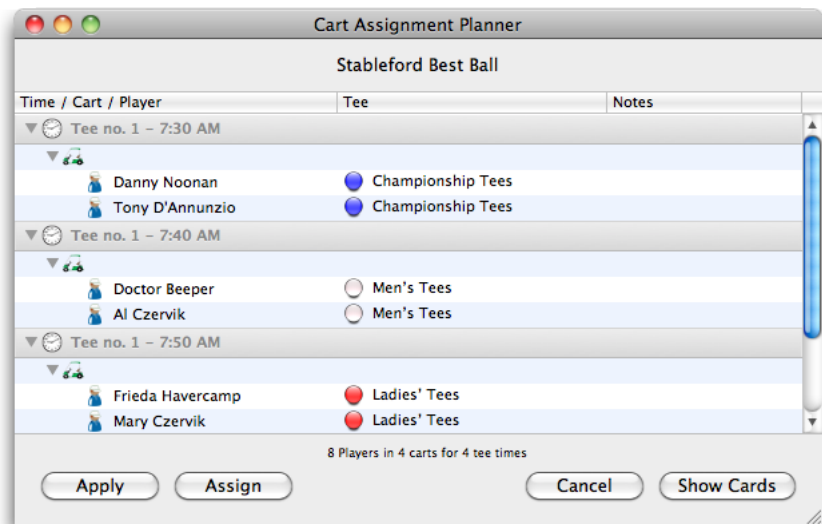 Cart Assignment Planner
Stableford Best Ball
Time / Cart / Player Tee Notes
Tee no. 1 – 7:30 AM
Danny Noonan Championship Tees
Tony D'Annunzio Championship Tees
Tee no. 1 – 7:40 AM
Doctor Beeper Men's Tees
Al Czervik Men's Tees
Tee no. 1 – 7:50 AM
Frieda Havercamp Ladies' Tees
Mary Czervik Ladies' Tees
8 Players in 4 carts for 4 tee times
Apply Assign Cancel Show Cards